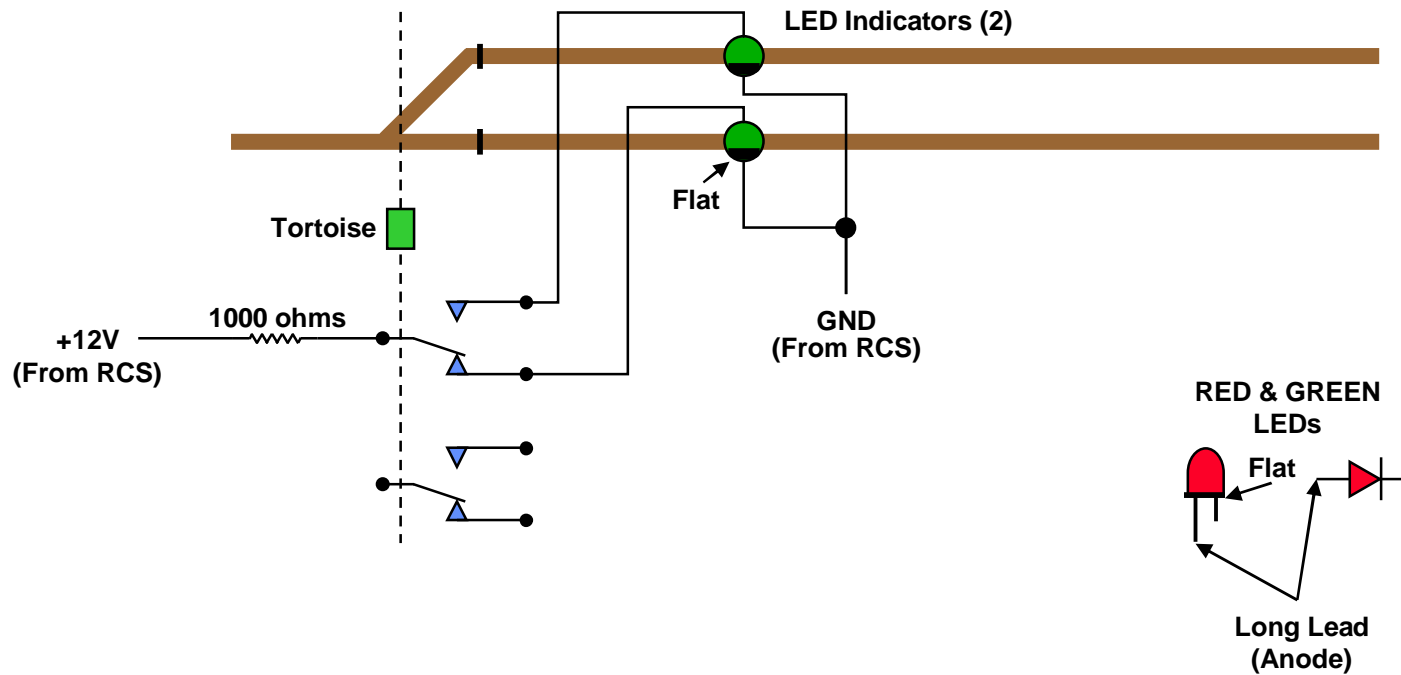 LED Indicators (2)
Flat
Tortoise
1000 ohms
+12V
(From RCS)
GND
(From RCS)
RED & GREEN
LEDs
Flat
Long Lead
(Anode)